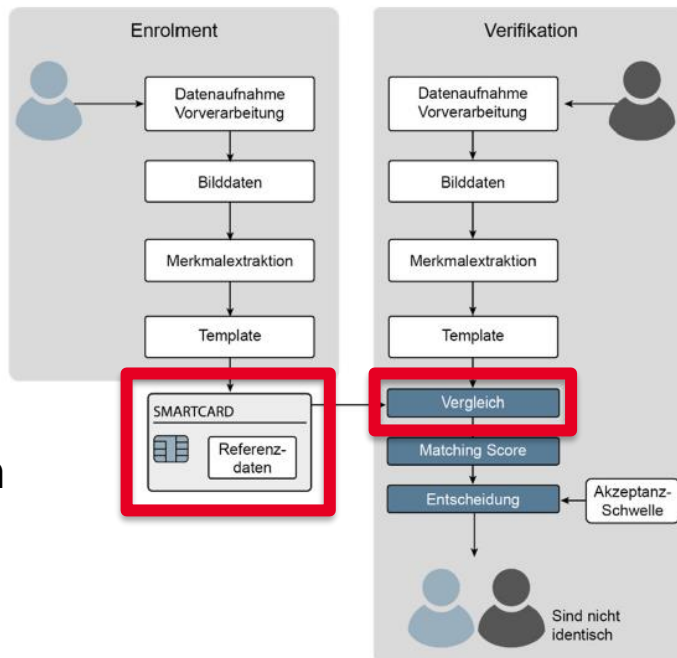 Enrolment
Datenaufnahme
Vorverarbeitung
Bilddaten
Merkmalextraktion
Template
SMARTCARD
Referenz-
daten
Verifikation
Datenaufnahme
Vorverarbeitung
Bilddaten
Merkmalextraktion
Template
Vergleich
Matching Score
Entscheidung
Akzeptanz-
Schwelle
Sind nicht
identisch
n